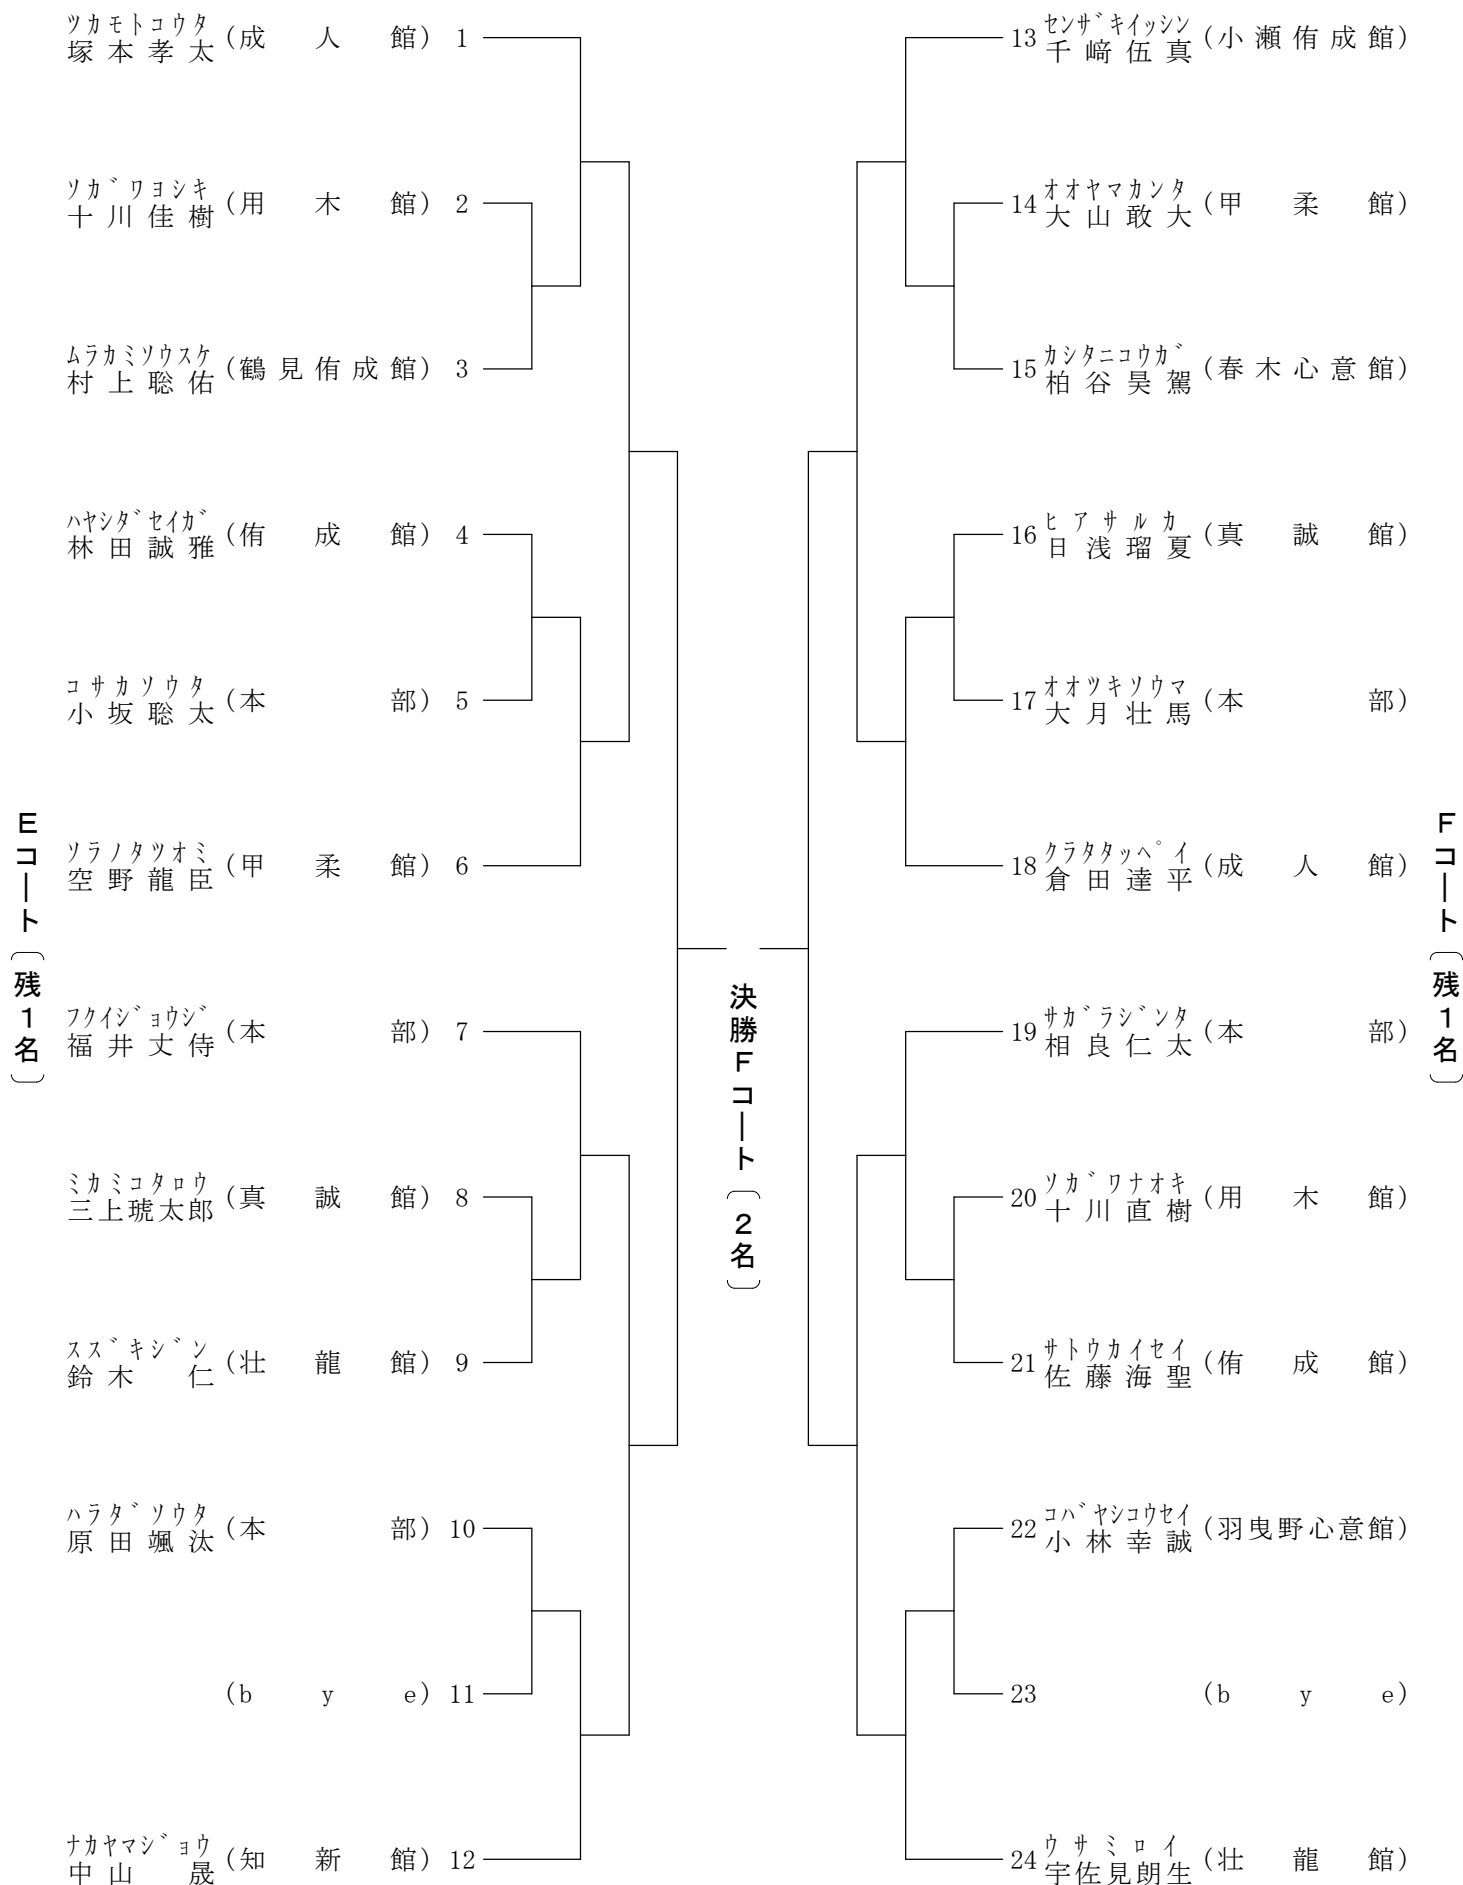 ツカモトコウタ
塚本孝太 (成人館) 1
ソガワヨシキ
十川佳樹 (用木館) 2
ムラカミソウスケ
村上聡佑 (鶴見侑成館) 3
ハヤシダセイガ
林田誠雅 (侑成館) 4
コサカソウタ
小坂聡太 (本部) 5
ソラノタツオミ
空野龍臣 (甲柔館) 6
フクイジョウジ
福井丈侍 (本部) 7
ミカミコタロウ
三上琥太郎 (真誠館) 8
スズキジン
鈴木仁 (壮龍館) 9
ハラダソウタ
原田颯汰 (本部) 10
(bye) 11
ナカヤマジョウ
中山晟 (知新館) 12
Eコート〔残1名〕
決勝Fコート〔2名〕
センザキイッシン
13 千﨑伍真 (小瀬侑成館)
オオヤマカンタ
14 大山敢大 (甲柔館)
カシタニコウガ
15 柏谷昊駕 (春木心意館)
ヒアサルカ
16 日浅瑠夏 (真誠館)
オオツキソウマ
17 大月壮馬 (本部)
クラタタッペイ
18 倉田達平 (成人館)
サガラジンタ
19 相良仁太 (本部)
ソガワナオキ
20 十川直樹 (用木館)
サトウカイセイ
21 佐藤海聖 (侑成館)
コバヤシコウセイ
22 小林幸誠 (羽曳野心意館)
23 (bye)
ウサミロイ
24 宇佐見朗生 (壮龍館)
Fコート〔残1名〕